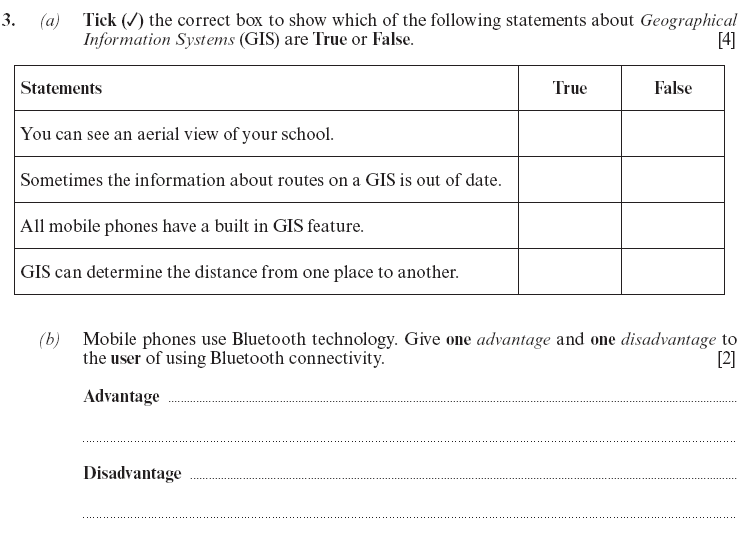 3. (a) Tick (✓) the correct box to show which of the following statements about Geographical
Information Systems (GIS) are True or False. [4]
Statements True False
You can see an aerial view of your school.
Sometimes the information about routes on a GIS is out of date.
All mobile phones have a built in GIS feature.
GIS can determine the distance from one place to another.
(b) Mobile phones use Bluetooth technology. Give one advantage and one disadvantage to
the user of using Bluetooth connectivity. [2]
Advantage
Disadvantage